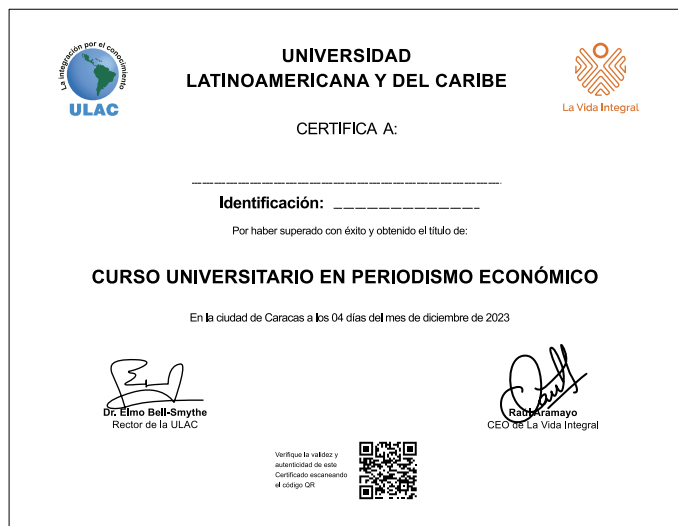 La integración por el conocimiento
ULAC
UNIVERSIDAD
LATINOAMERICANA Y DEL CARIBE
La Vida Integral
CERTIFICA A:
Identificación:
Por haber superado con éxito y obtenido el título de:
CURSO UNIVERSITARIO EN PERIODISMO ECONÓMICO
En la ciudad de Caracas a los 04 días del mes de diciembre de 2023
Dr. Elmo Bell-Smythe
Rector de la ULAC
Raúl Aramayo
CEO de La Vida Integral
Verifique la validez y
autenticidad de este
Certificado escaneando
el código QR